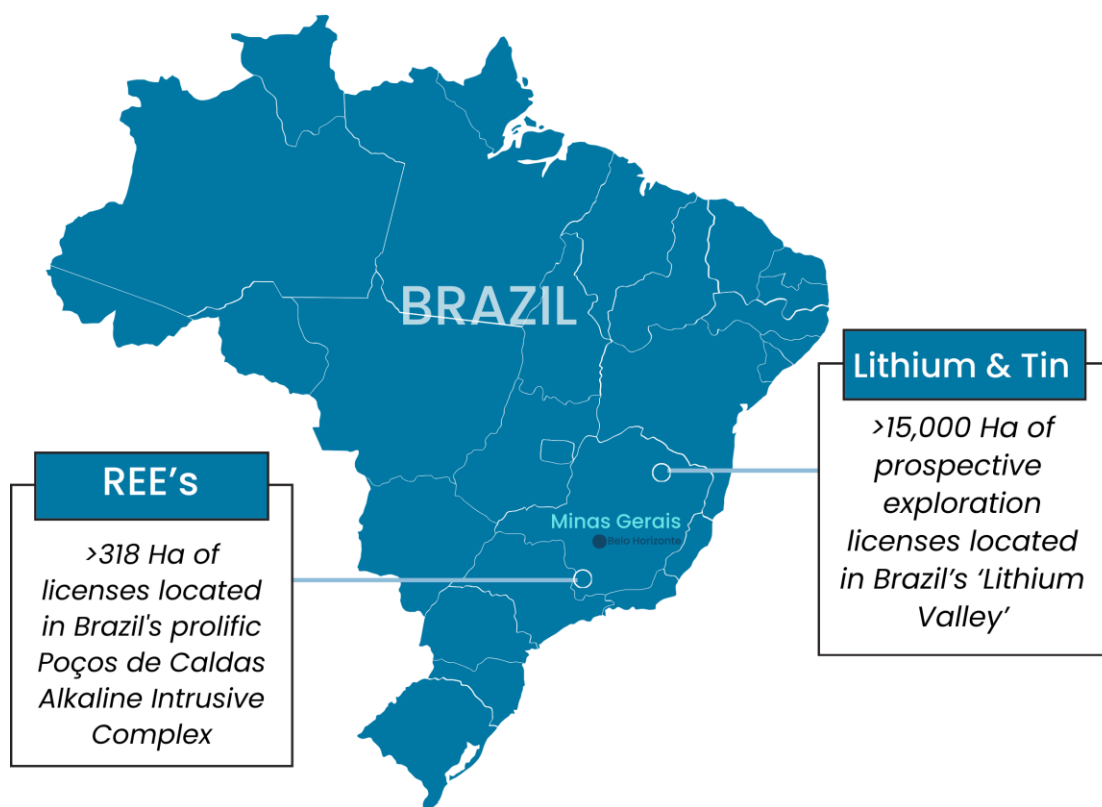 BRAZIL
Lithium & Tin
>15,000 Ha of
prospective
exploration
licenses located
in Brazil’s ‘Lithium
Valley’
REE’s
>318 Ha of
licenses located
in Brazil's prolific
Poços de Caldas
Alkaline Intrusive
Complex
Minas Gerais
Belo Horizonte